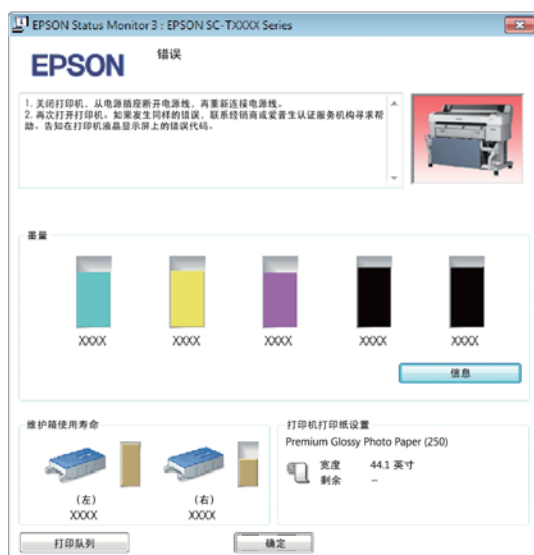 EPSON Status Monitor 3 : EPSON SC-TXXXX Series
EPSON
错误
1. 关闭打印机，从电源插座断开电源线，再重新连接电源线。
2. 再次打开打印机。如果发生同样的错误，联系经销商或爱普生认证服务机构寻求帮
助。告知在打印机液晶显示屏上的错误代码。
墨量
XXXX XXXX XXXX XXXX XXXX
信息
维护箱使用寿命
(左) (右)
XXXX XXXX
打印机打印纸设置
Premium Glossy Photo Paper (250)
宽度 44.1 英寸
剩余 --
打印队列 确定